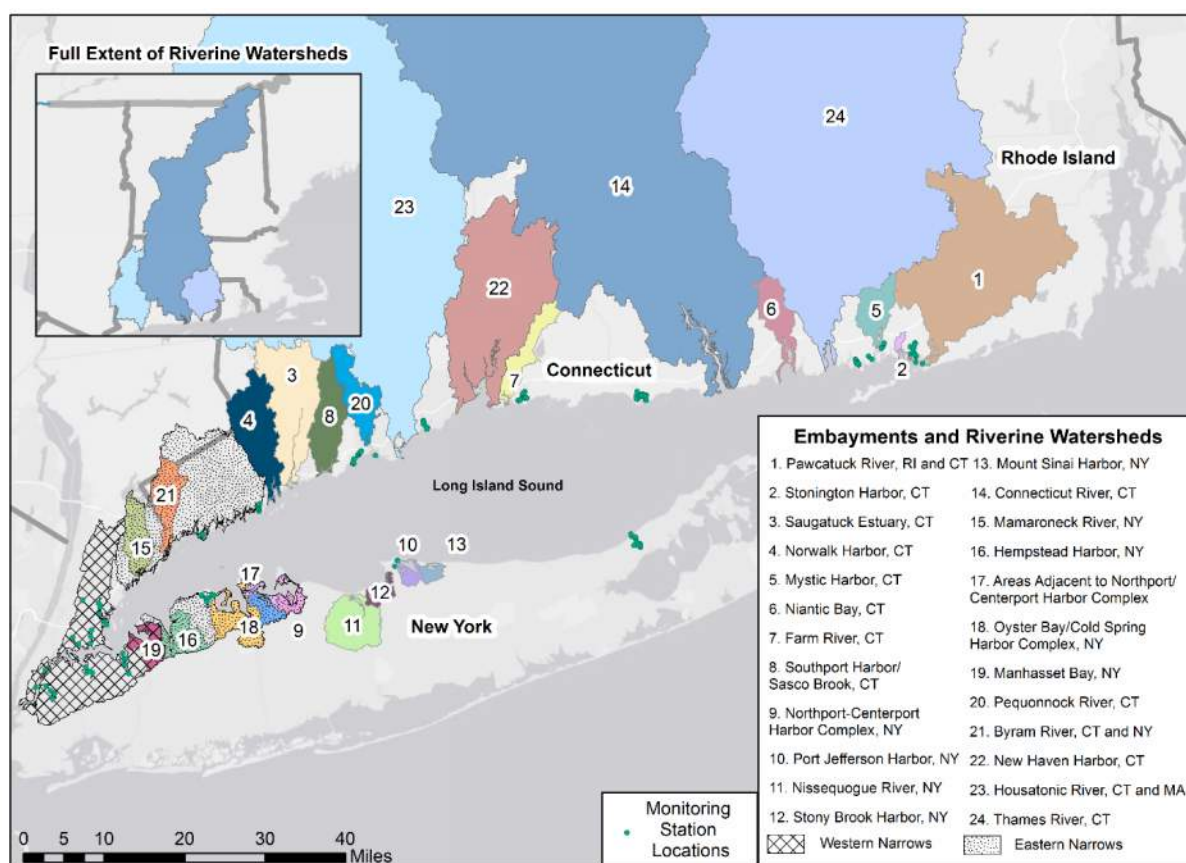 Full Extent of Riverine Watersheds
24
Rhode Island
14
23
1
22
6
5
2
3
Connecticut
7
20
4
8
21
Long Island Sound
15
10
13
17
12
New York
11
18
9
16
19
0 5 10 20 30 40
Miles
Monitoring
Station
Locations
Embayments and Riverine Watersheds
1. Pawcatuck River, RI and CT
2. Stonington Harbor, CT
3. Saugatuck Estuary, CT
4. Norwalk Harbor, CT
5. Mystic Harbor, CT
6. Niantic Bay, CT
7. Farm River, CT
8. Southport Harbor/
Sasco Brook, CT
9. Northport-Centerport
Harbor Complex, NY
10. Port Jefferson Harbor, NY
11. Nissequogue River, NY
12. Stony Brook Harbor, NY
13. Mount Sinai Harbor, NY
14. Connecticut River, CT
15. Mamaroneck River, NY
16. Hempstead Harbor, NY
17. Areas Adjacent to Northport/
Centerport Harbor Complex
18. Oyster Bay/Cold Spring
Harbor Complex, NY
19. Manhasset Bay, NY
20. Pequonnock River, CT
21. Byram River, CT and NY
22. New Haven Harbor, CT
23. Housatonic River, CT and MA
24. Thames River, CT
Western Narrows
Eastern Narrows